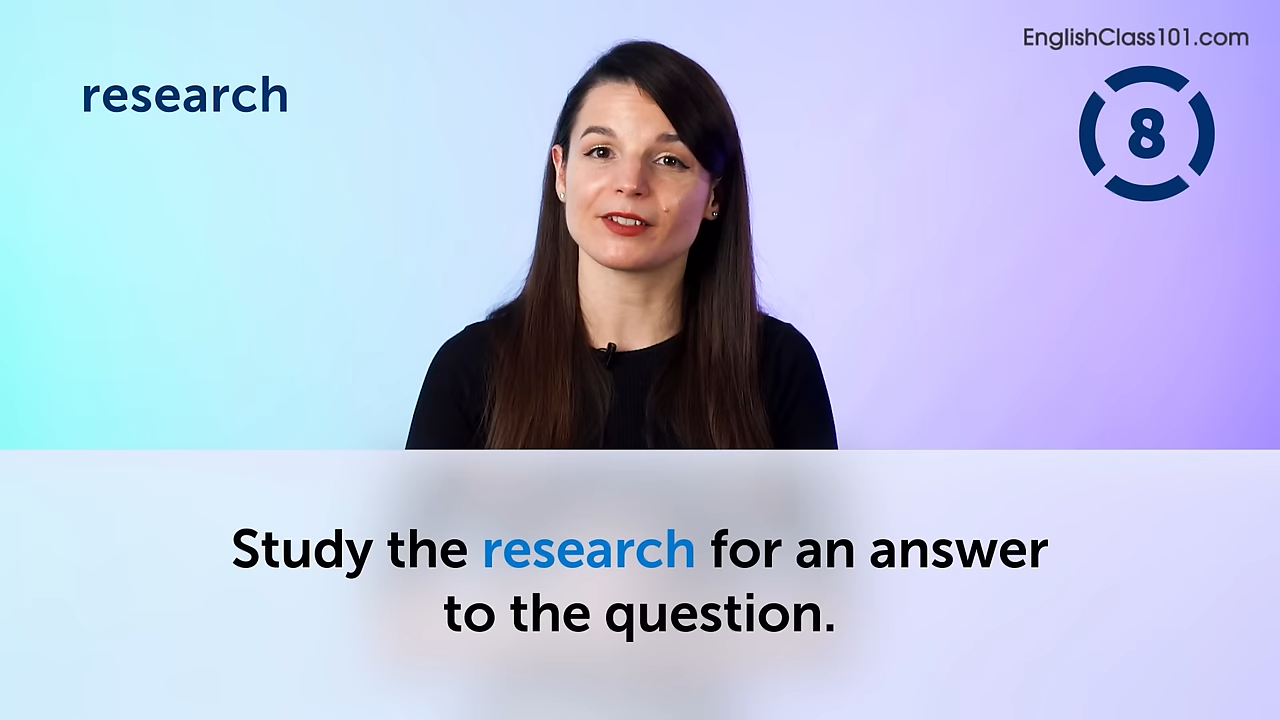 EnglishClass101.com
research
8
Study the research for an answer
to the question.